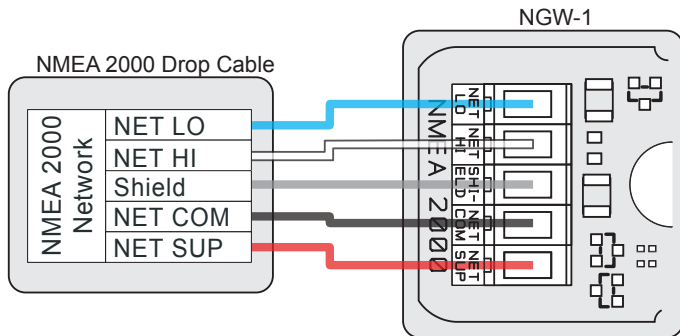 NGW-1
NMEA 2000 Drop Cable
NMEA 2000
Network
NET LO
NET HI
Shield
NET COM
NET SUP
NMEA 2000
NET
LO
NET
HI
SHI-
ELD
NET
COM
NET
SUP